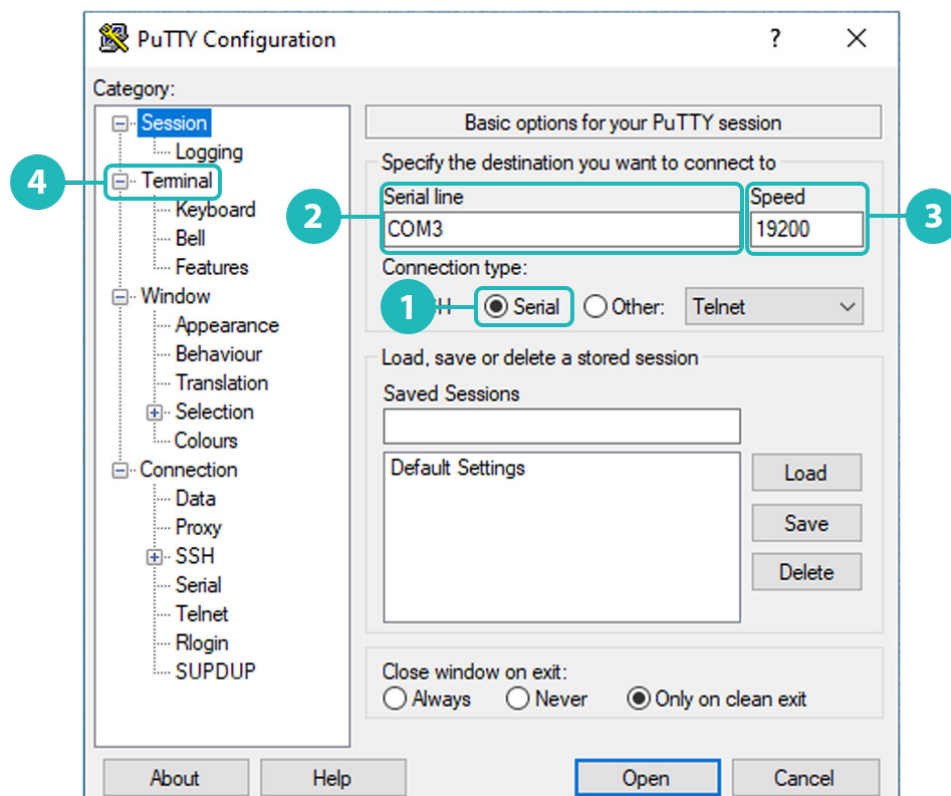 PuTTY Configuration
?
Category:
Session
Logging
Terminal
Keyboard
Bell
Features
Window
Appearance
Behaviour
Translation
Selection
Colours
Connection
Data
Proxy
SSH
Serial
Telnet
Rlogin
SUPDUP
4
Basic options for your PuTTY session
Specify the destination you want to connect to
Serial line Speed
2 COM3 19200 3
Connection type:
1 H Serial Other: Telnet
Load, save or delete a stored session
Saved Sessions
Default Settings
Load
Save
Delete
Close window on exit:
Always Never Only on clean exit
About Help Open Cancel